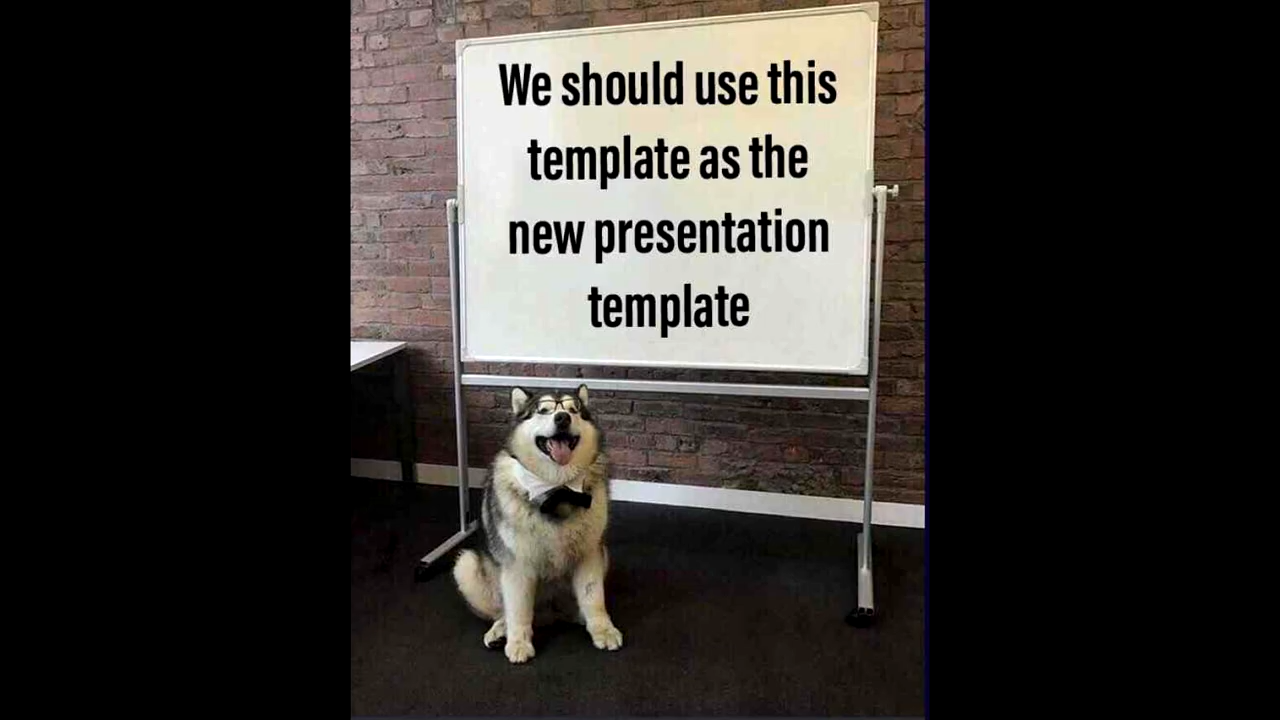 We should use this
template as the
new presentation
template